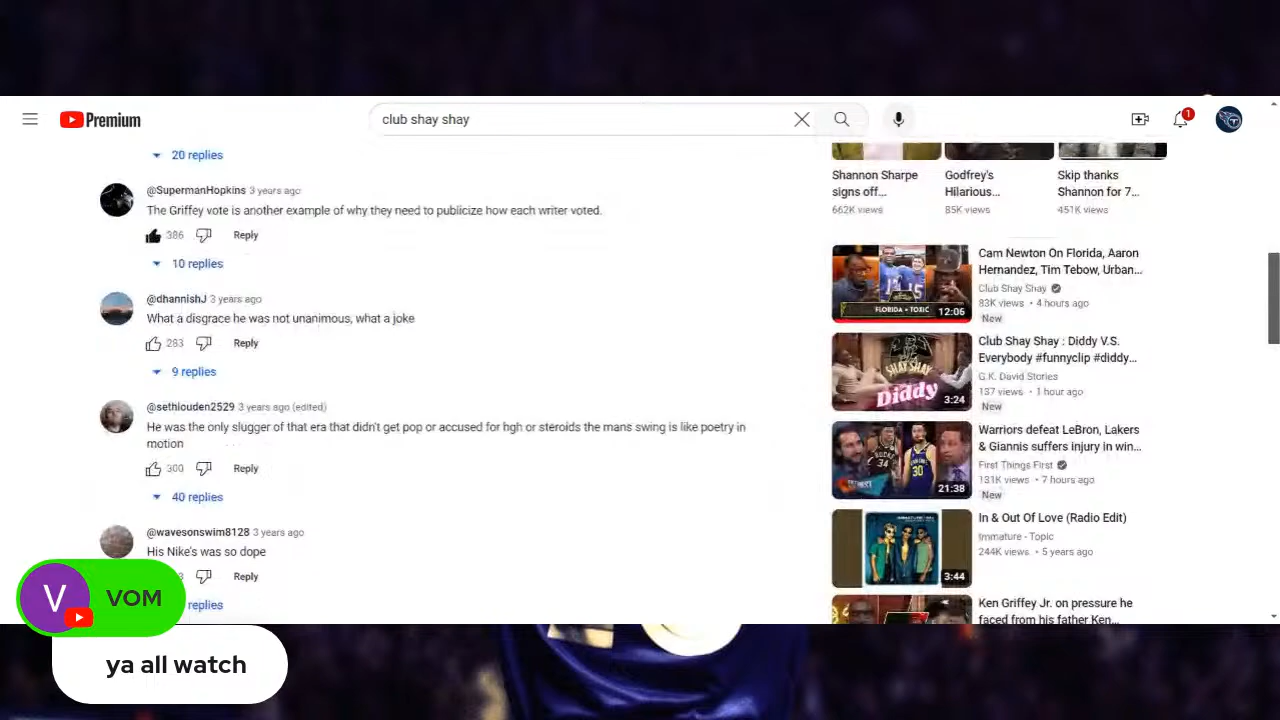 Premium
club shay shay
1
20 replies
@SupermanHopkins 3 years ago
The Griffey vote is another example of why they need to publicize how each writer voted.
386 Reply
10 replies
@dhannishJ 3 years ago
What a disgrace he was not unanimous, what a joke
283 Reply
9 replies
@sethiouden2529 3 years ago (edited)
He was the only slugger of that era that didn't get pop or accused for hgh or steroids the mans swing is like poetry in
motion
300 Reply
40 replies
@wavesonswim8128 3 years ago
His Nike's was so dope
Reply
replies
Shannon Sharpe
signs off...
662K views
Godfrey's
Hilarious...
85K views
Skip thanks
Shannon for 7...
451K views
FLORIDA • TOXIC
12:06
Cam Newton On Florida, Aaron
Hernandez, Tim Tebow, Urban...
Club Shay Shay
83K views • 4 hours ago
New
SHAY SHAY
Diddy
3:24
Club Shay Shay : Diddy V.S.
Everybody #funnyclip #diddy...
G.K. David Stories
137 views • 1 hour ago
New
34
30
21:38
Warriors defeat LeBron, Lakers
& Giannis suffers injury in win...
First Things First
131K views • 7 hours ago
New
3:44
In & Out Of Love (Radio Edit)
Immature - Topic
244K views • 5 years ago
Ken Griffey Jr. on pressure he
faced from his father Ken...
V
VOM
ya all watch